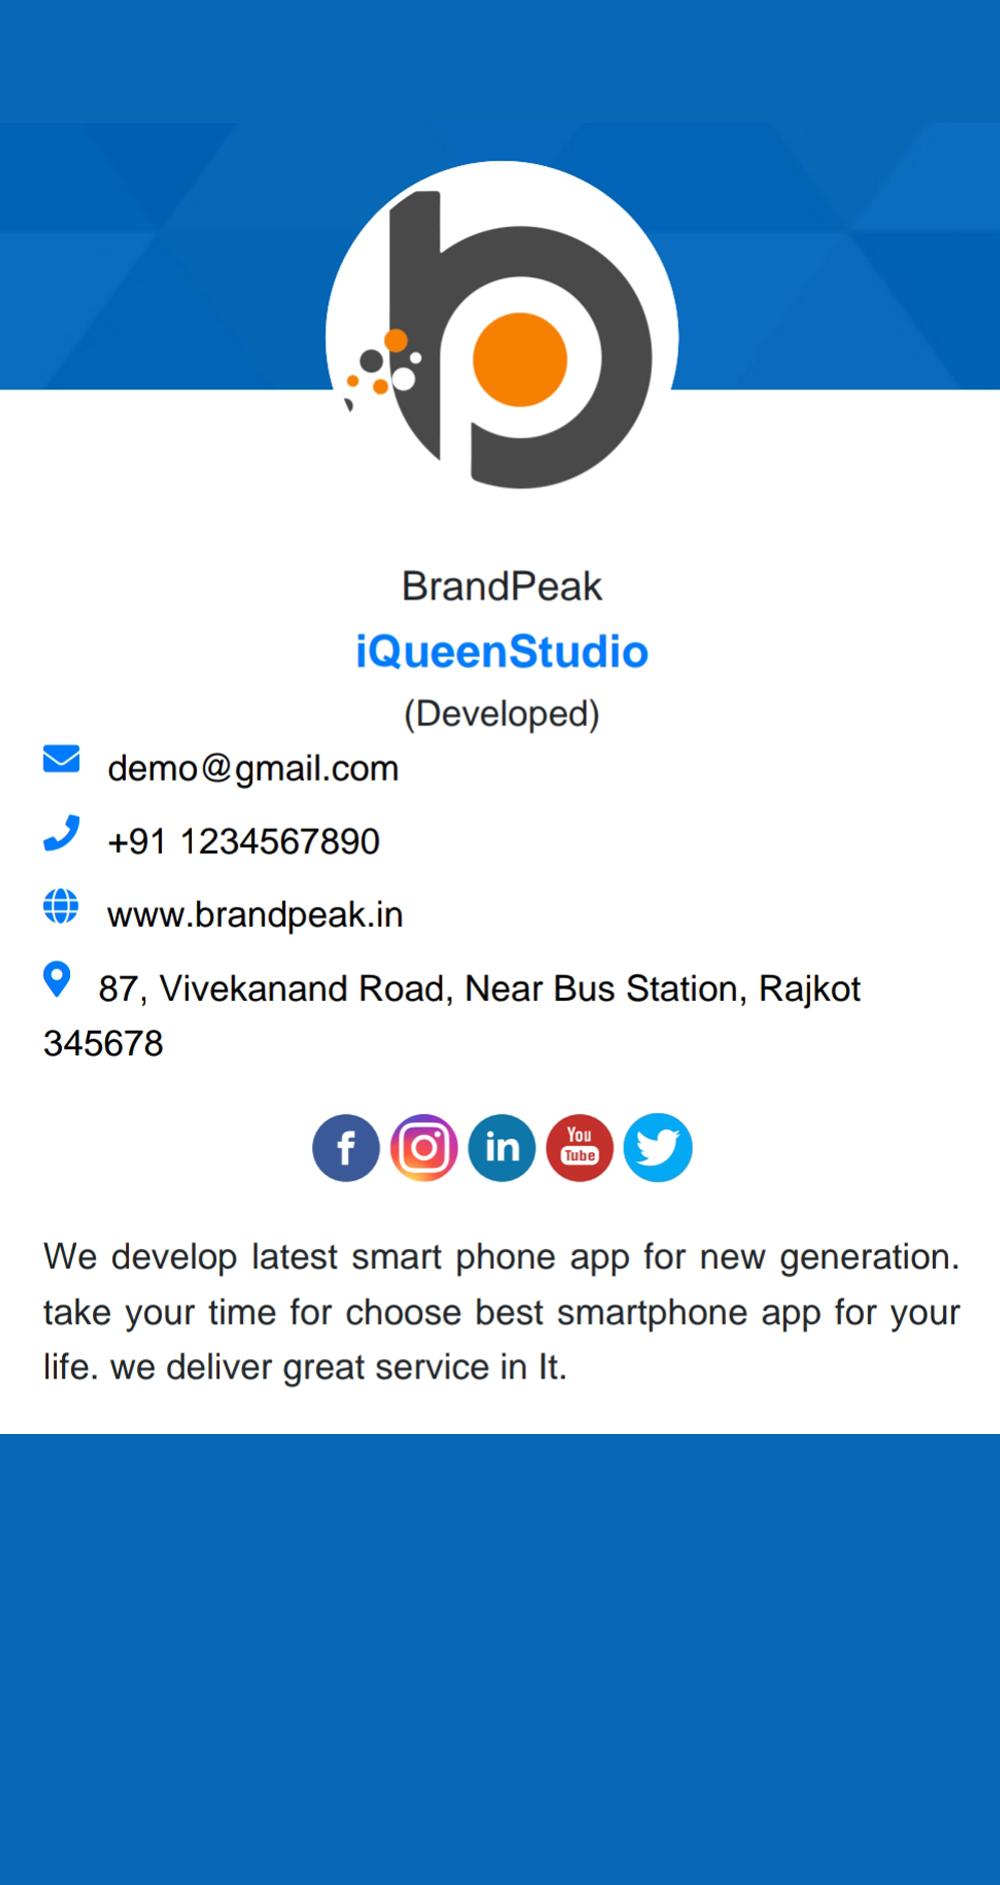 BrandPeak
iQueenStudio
(Developed)
demo@gmail.com
+91 1234567890
www.brandpeak.in
87, Vivekanand Road, Near Bus Station, Rajkot
345678
f in You Tube
We develop latest smart phone app for new generation.
take your time for choose best smartphone app for your
life. we deliver great service in It.